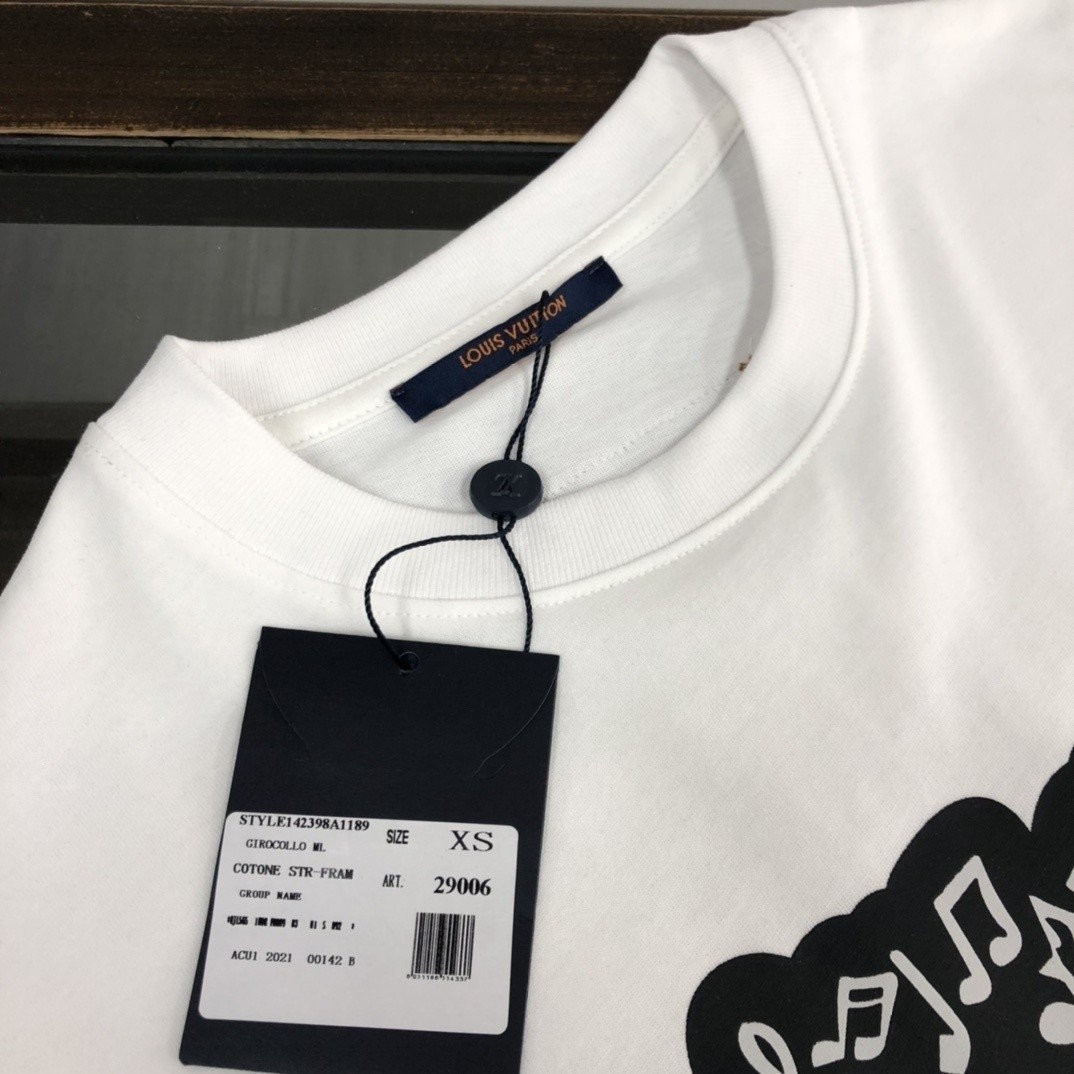 LOUIS VUITTON
PARIS
STYLE142398A1189
SIZE XS
GIROCOLLO ML
COTONE STR-FRAM
ART. 29006
GROUP NAME
ACU1 2021 00142 B